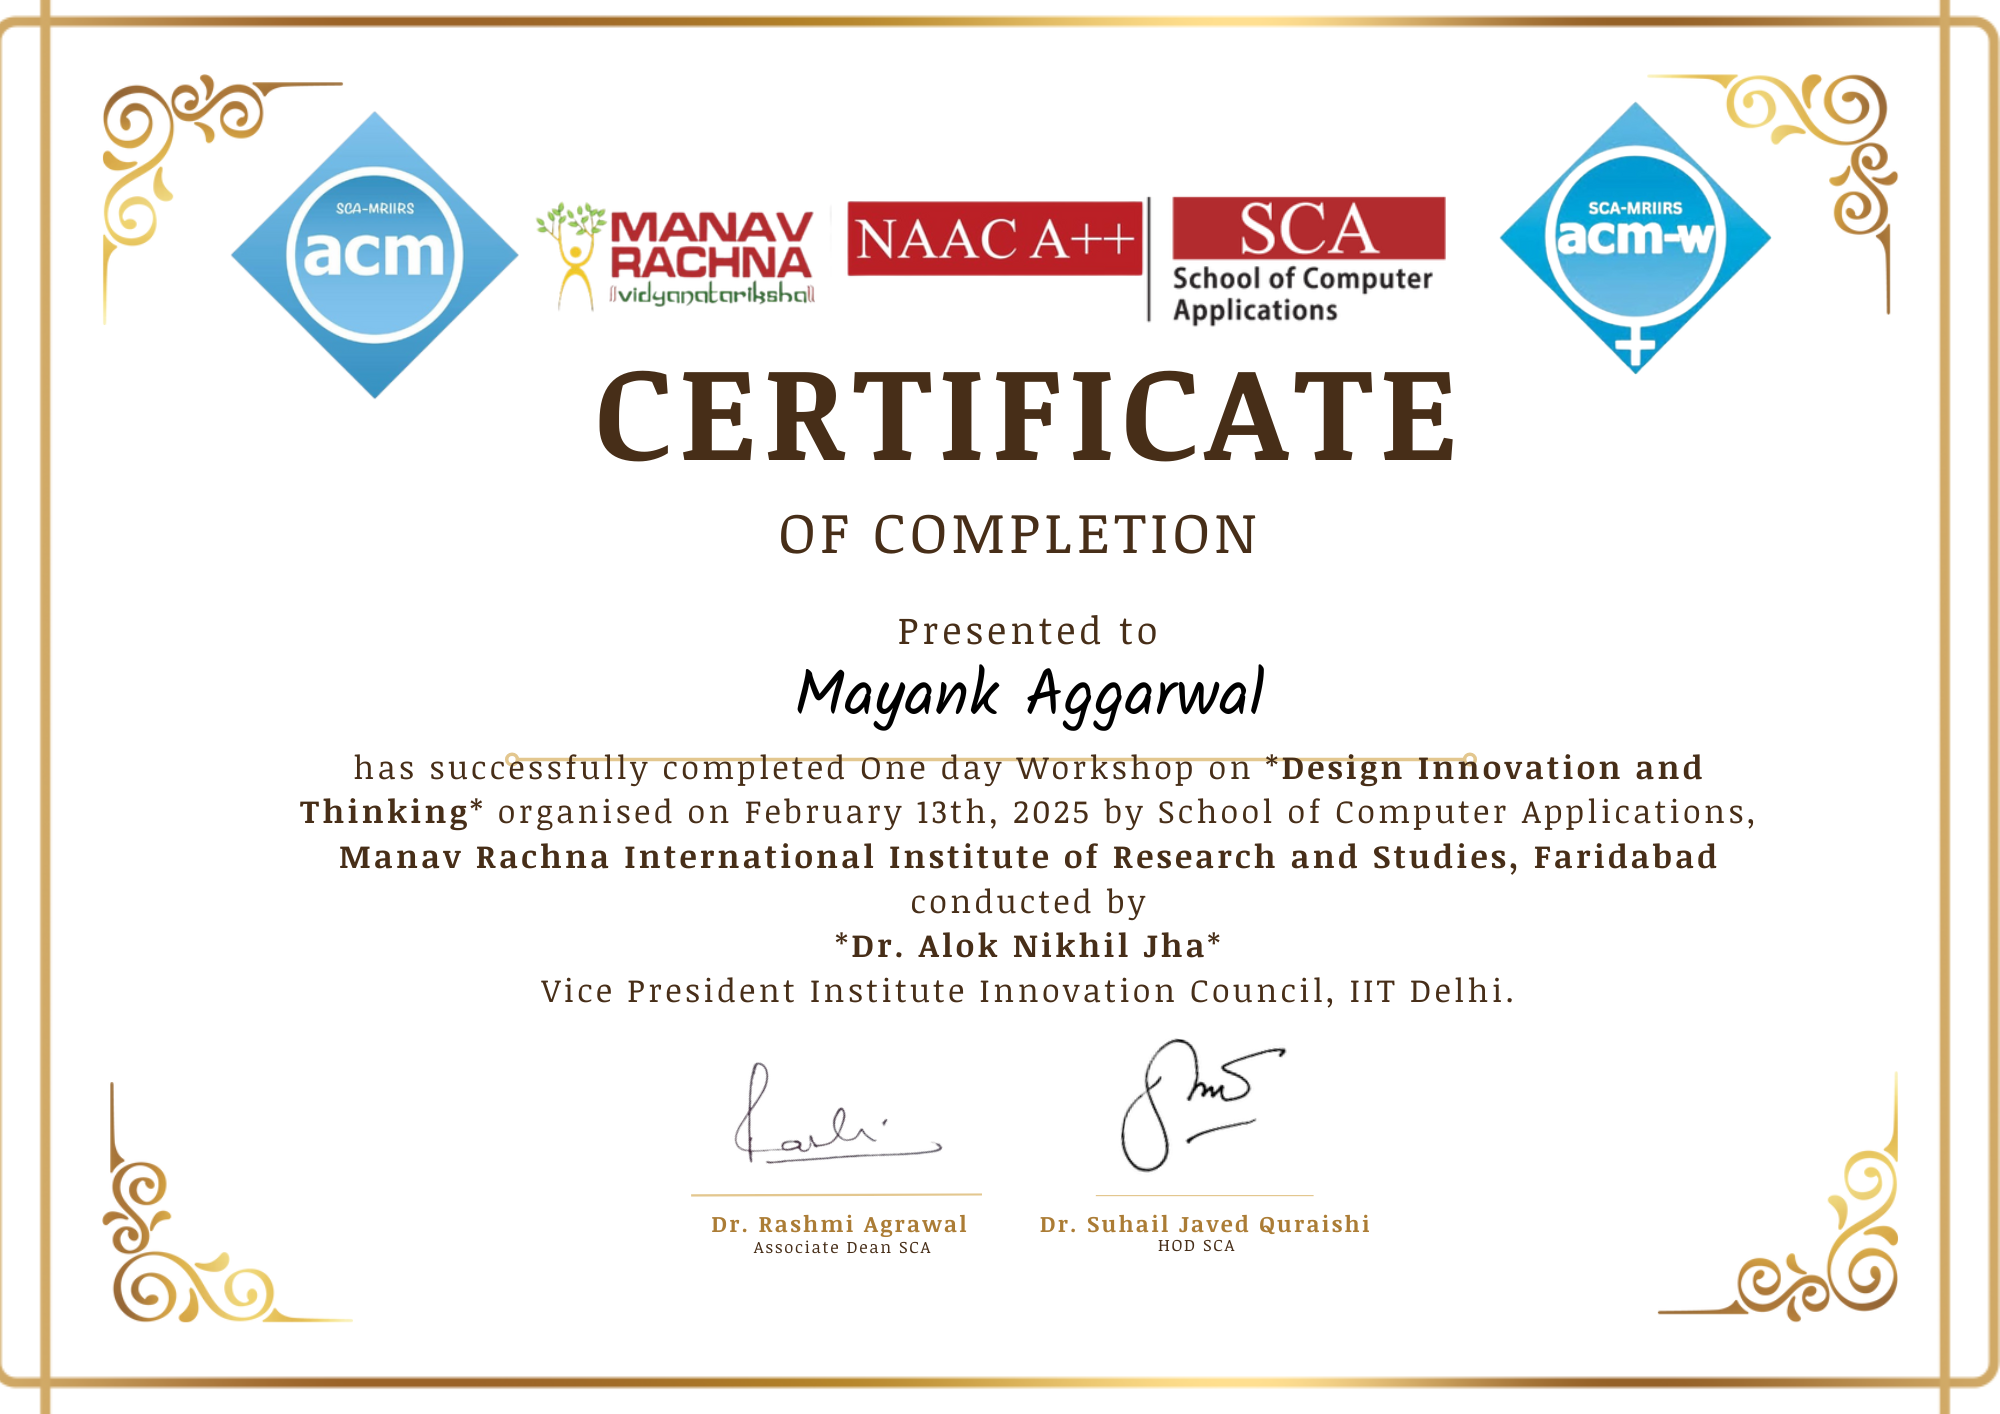 SCA-MRIIRS
acm
MANAV
RACHNA
vidyanatariksha
NAAC A++
SCA
School of Computer
Applications
SCA-MRIIRS
acm-w
CERTIFICATE
OF COMPLETION
Presented to
Mayank Aggarwal
has successfully completed One day Workshop on *Design Innovation and
Thinking* organised on February 13th, 2025 by School of Computer Applications,
Manav Rachna International Institute of Research and Studies, Faridabad
conducted by
*Dr. Alok Nikhil Jha*
Vice President Institute Innovation Council, IIT Delhi.
Dr. Rashmi Agrawal
Associate Dean SCA
Dr. Suhail Javed Quraishi
HOD SCA